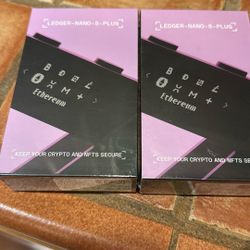 LEDGER-NANO-S-PLUS
Ethereum
KEEP YOUR CRYPTO AND NFTS SECURE
LEDGER-NANO-S-PLUS
Ethereum
KEEP YOUR CRYPTO AND NFTS SECU